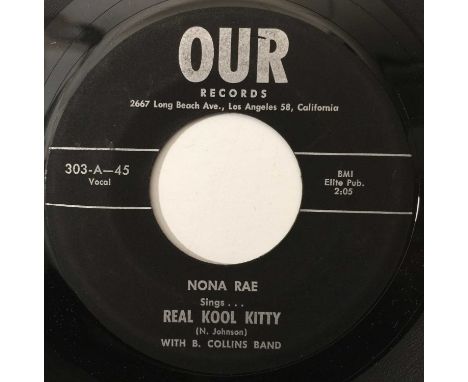 OUR
RECORDS
2667 Long Beach Ave., Los Angeles 58, California
303-A—45
Vocal
BMI
Elite Pub.
2:05
NONA RAE
Sings . . .
REAL KOOL KITTY
(N. Johnson)
WITH B. COLLINS BAND